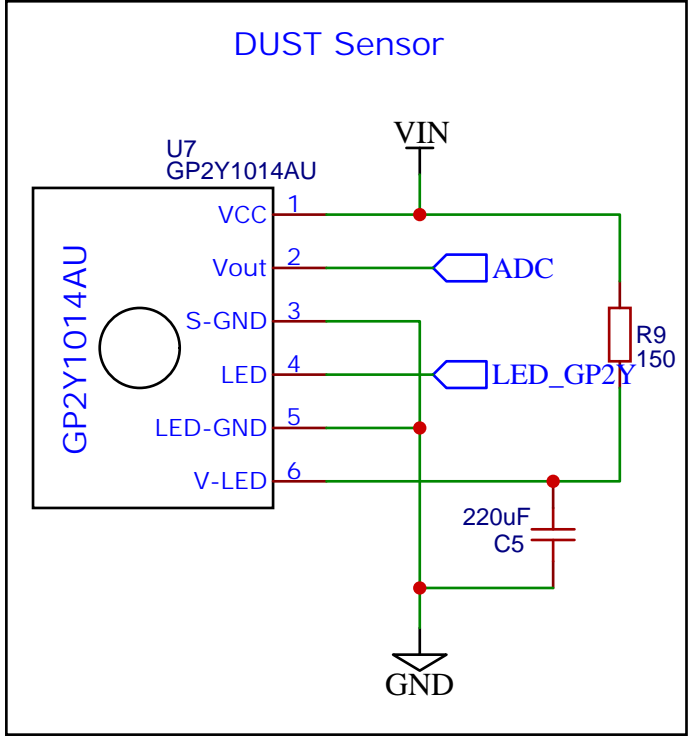 DUST Sensor
VIN
U7
GP2Y1014AU
GP2Y1014AU
VCC 1
Vout 2
ADC
S-GND 3
R9
150
LED 4
LED_GP2Y
LED-GND 5
V-LED 6
220uF
C5
GND